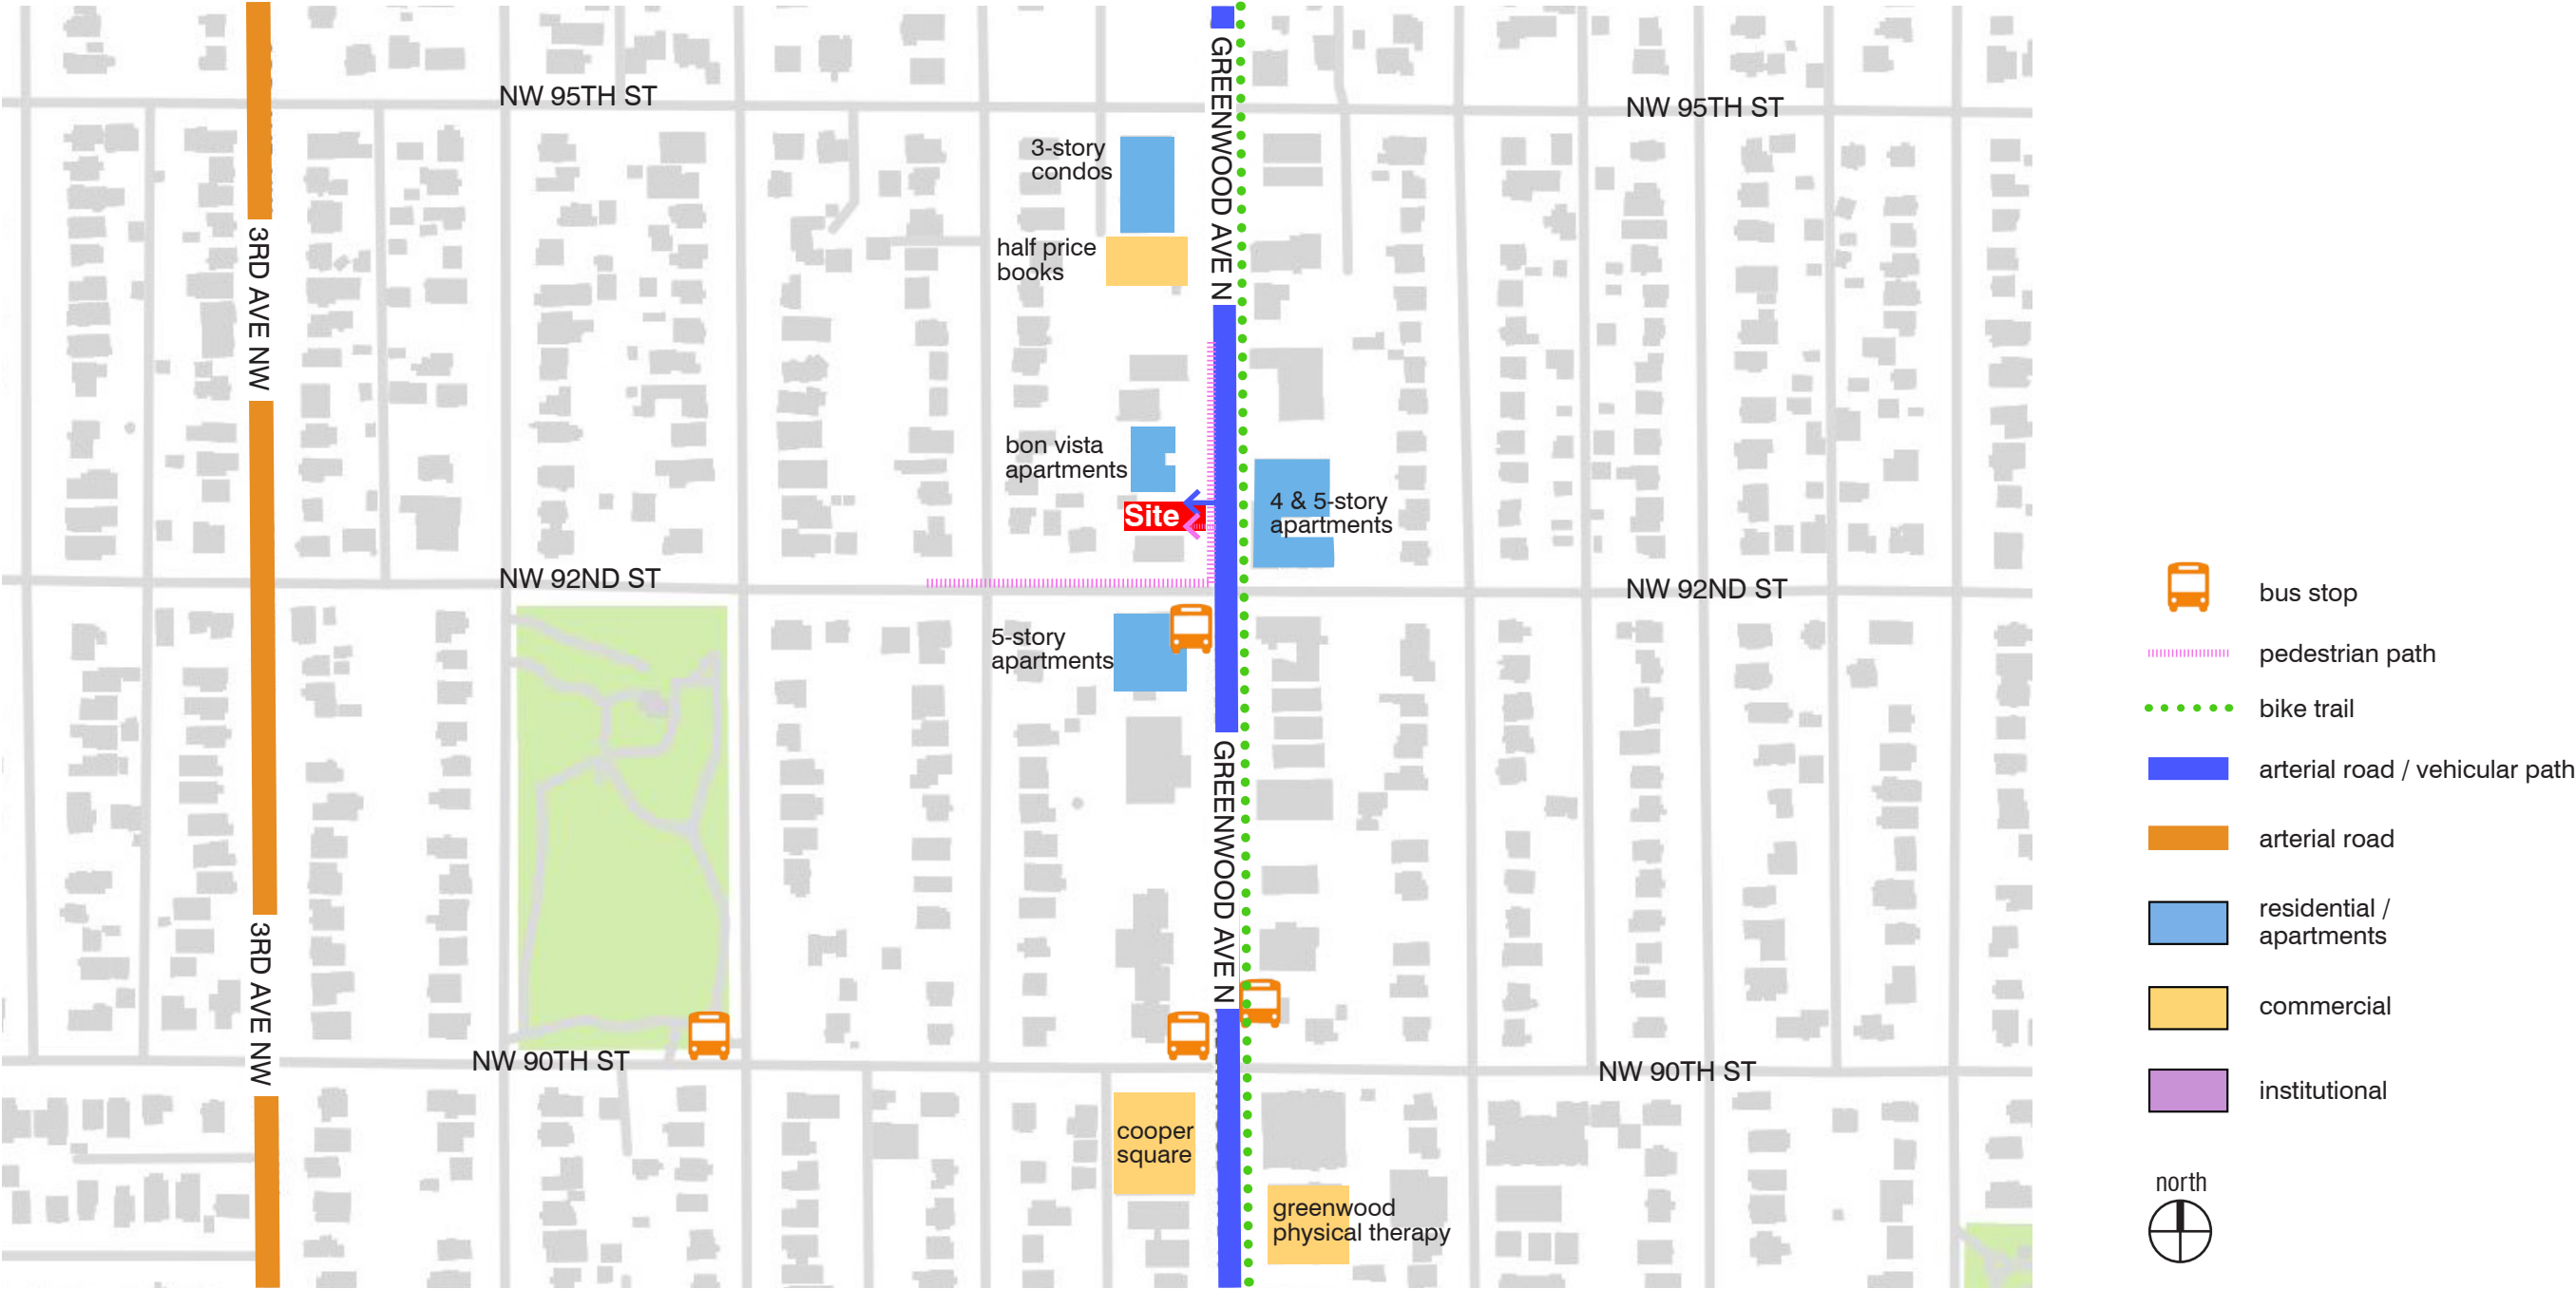 NW 95TH ST
NW 95TH ST
GREENWOOD AVE N
3-story
condos
half price
books
3RD AVE NW
bon vista
apartments
Site
4 & 5-story
apartments
NW 92ND ST
NW 92ND ST
5-story
apartments
GREENWOOD AVE N
3RD AVE NW
NW 90TH ST
NW 90TH ST
cooper
square
greenwood
physical therapy
bus stop
pedestrian path
bike trail
arterial road / vehicular path
arterial road
residential /
apartments
commercial
institutional
north